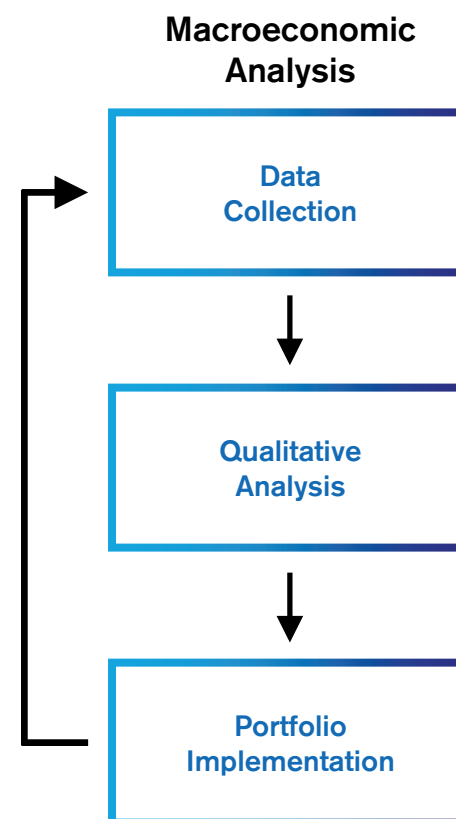 Macroeconomic
Analysis
Data
Collection
Qualitative
Analysis
Portfolio
Implementation